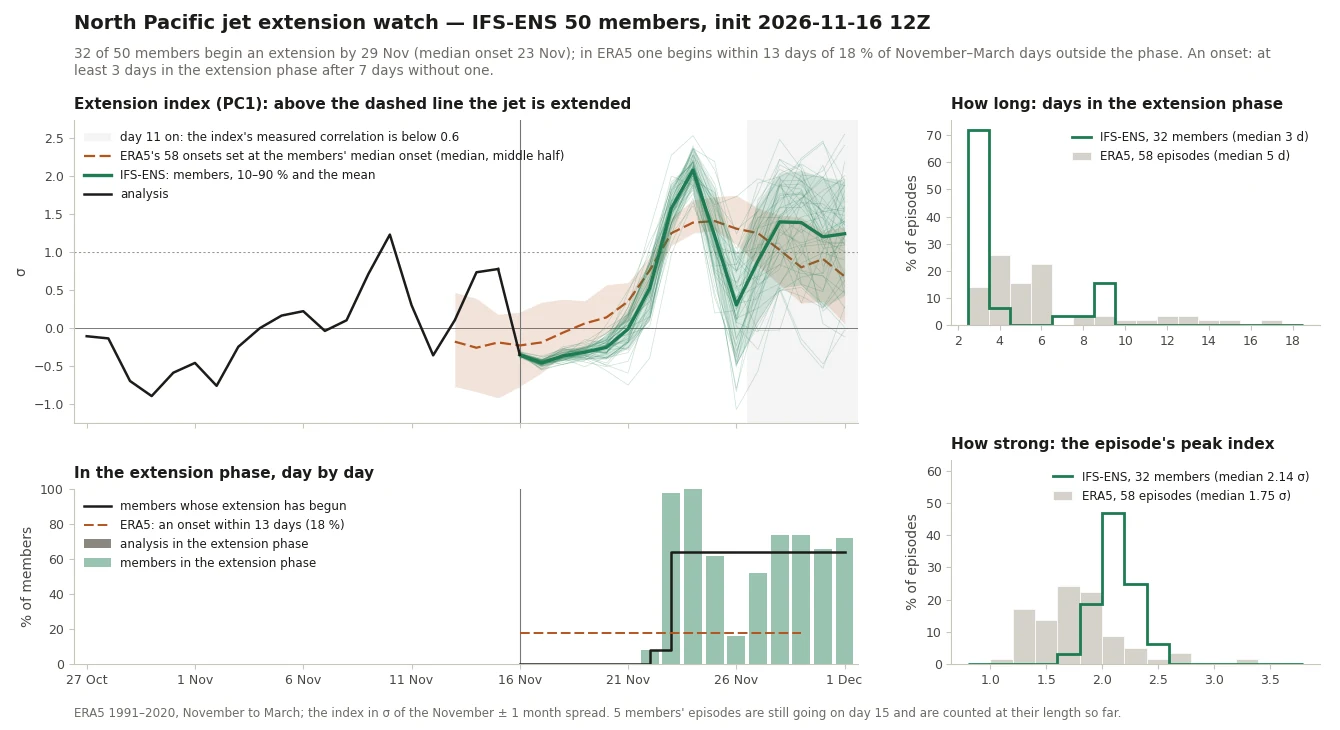 North Pacific jet extension watch — IFS-ENS 50 members, init 2026-11-16 12Z
32 of 50 members begin an extension by 29 Nov (median onset 23 Nov); in ERA5 one begins within 13 days of 18 % of November–March days outside the phase. An onset: at
least 3 days in the extension phase after 7 days without one.
Extension index (PC1): above the dashed line the jet is extended
day 11 on: the index's measured correlation is below 0.6
ERA5's 58 onsets set at the members' median onset (median, middle half)
IFS-ENS: members, 10–90 % and the mean
analysis
σ
2.5
2.0
1.5
1.0
0.5
0.0
−0.5
−1.0
How long: days in the extension phase
IFS-ENS, 32 members (median 3 d)
ERA5, 58 episodes (median 5 d)
% of episodes
70
60
50
40
30
20
10
0
2 4 6 8 10 12 14 16 18
In the extension phase, day by day
members whose extension has begun
ERA5: an onset within 13 days (18 %)
analysis in the extension phase
members in the extension phase
% of members
100
80
60
40
20
0
27 Oct 1 Nov 6 Nov 11 Nov 16 Nov 21 Nov 26 Nov 1 Dec
How strong: the episode's peak index
IFS-ENS, 32 members (median 2.14 σ)
ERA5, 58 episodes (median 1.75 σ)
% of episodes
60
50
40
30
20
10
0
1.0 1.5 2.0 2.5 3.0 3.5
ERA5 1991–2020, November to March; the index in σ of the November ± 1 month spread. 5 members' episodes are still going on day 15 and are counted at their length so far.